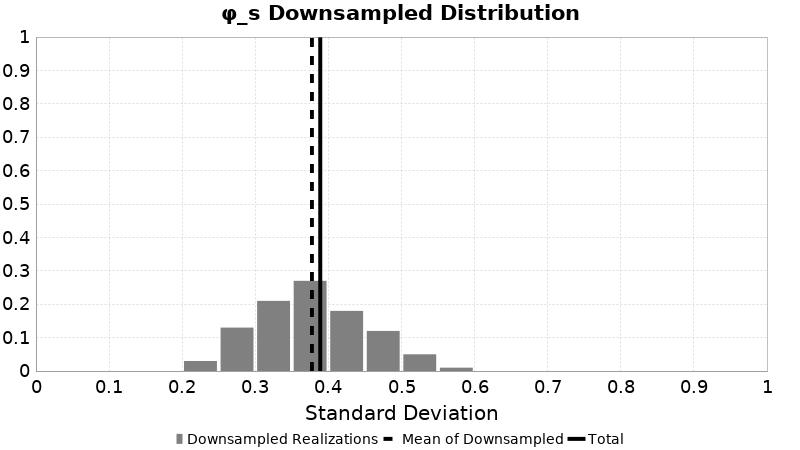 φ_s Downsampled Distribution
1
0.9
0.8
0.7
0.6
0.5
0.4
0.3
0.2
0.1
0
0 0.1 0.2 0.3 0.4 0.5 0.6 0.7 0.8 0.9 1
Standard Deviation
Downsampled Realizations Mean of Downsampled Total